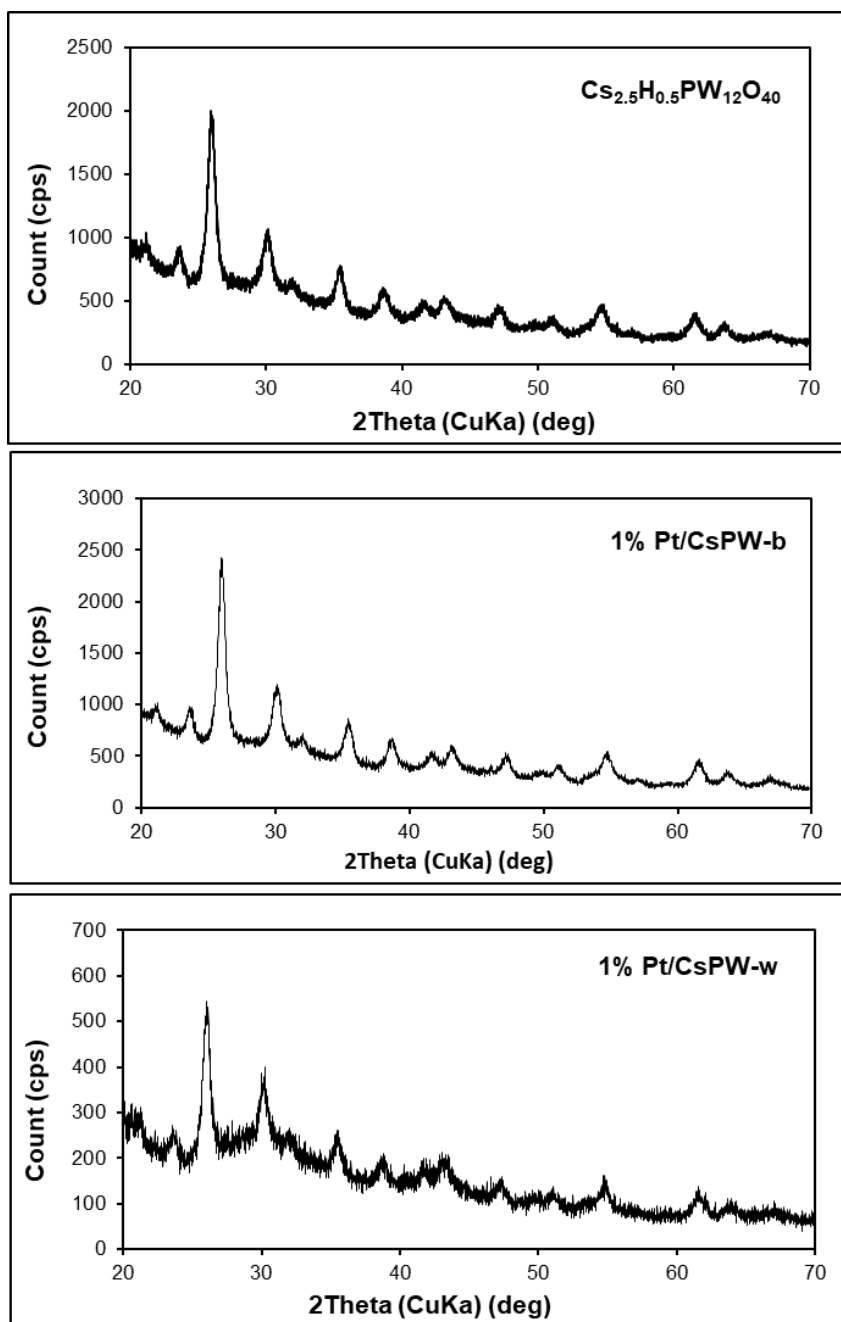 2500
Cs₂.₅H₀.₅PW₁₂O₄₀
2000
1500
1000
500
0
Count (cps)
20 30 40 50 60 70
2Theta (CuKa) (deg)
3000
1% Pt/CsPW-b
2500
2000
1500
1000
500
0
Count (cps)
20 30 40 50 60 70
2Theta (CuKa) (deg)
700
1% Pt/CsPW-w
600
500
400
300
200
100
0
Count (cps)
20 30 40 50 60 70
2Theta (CuKa) (deg)